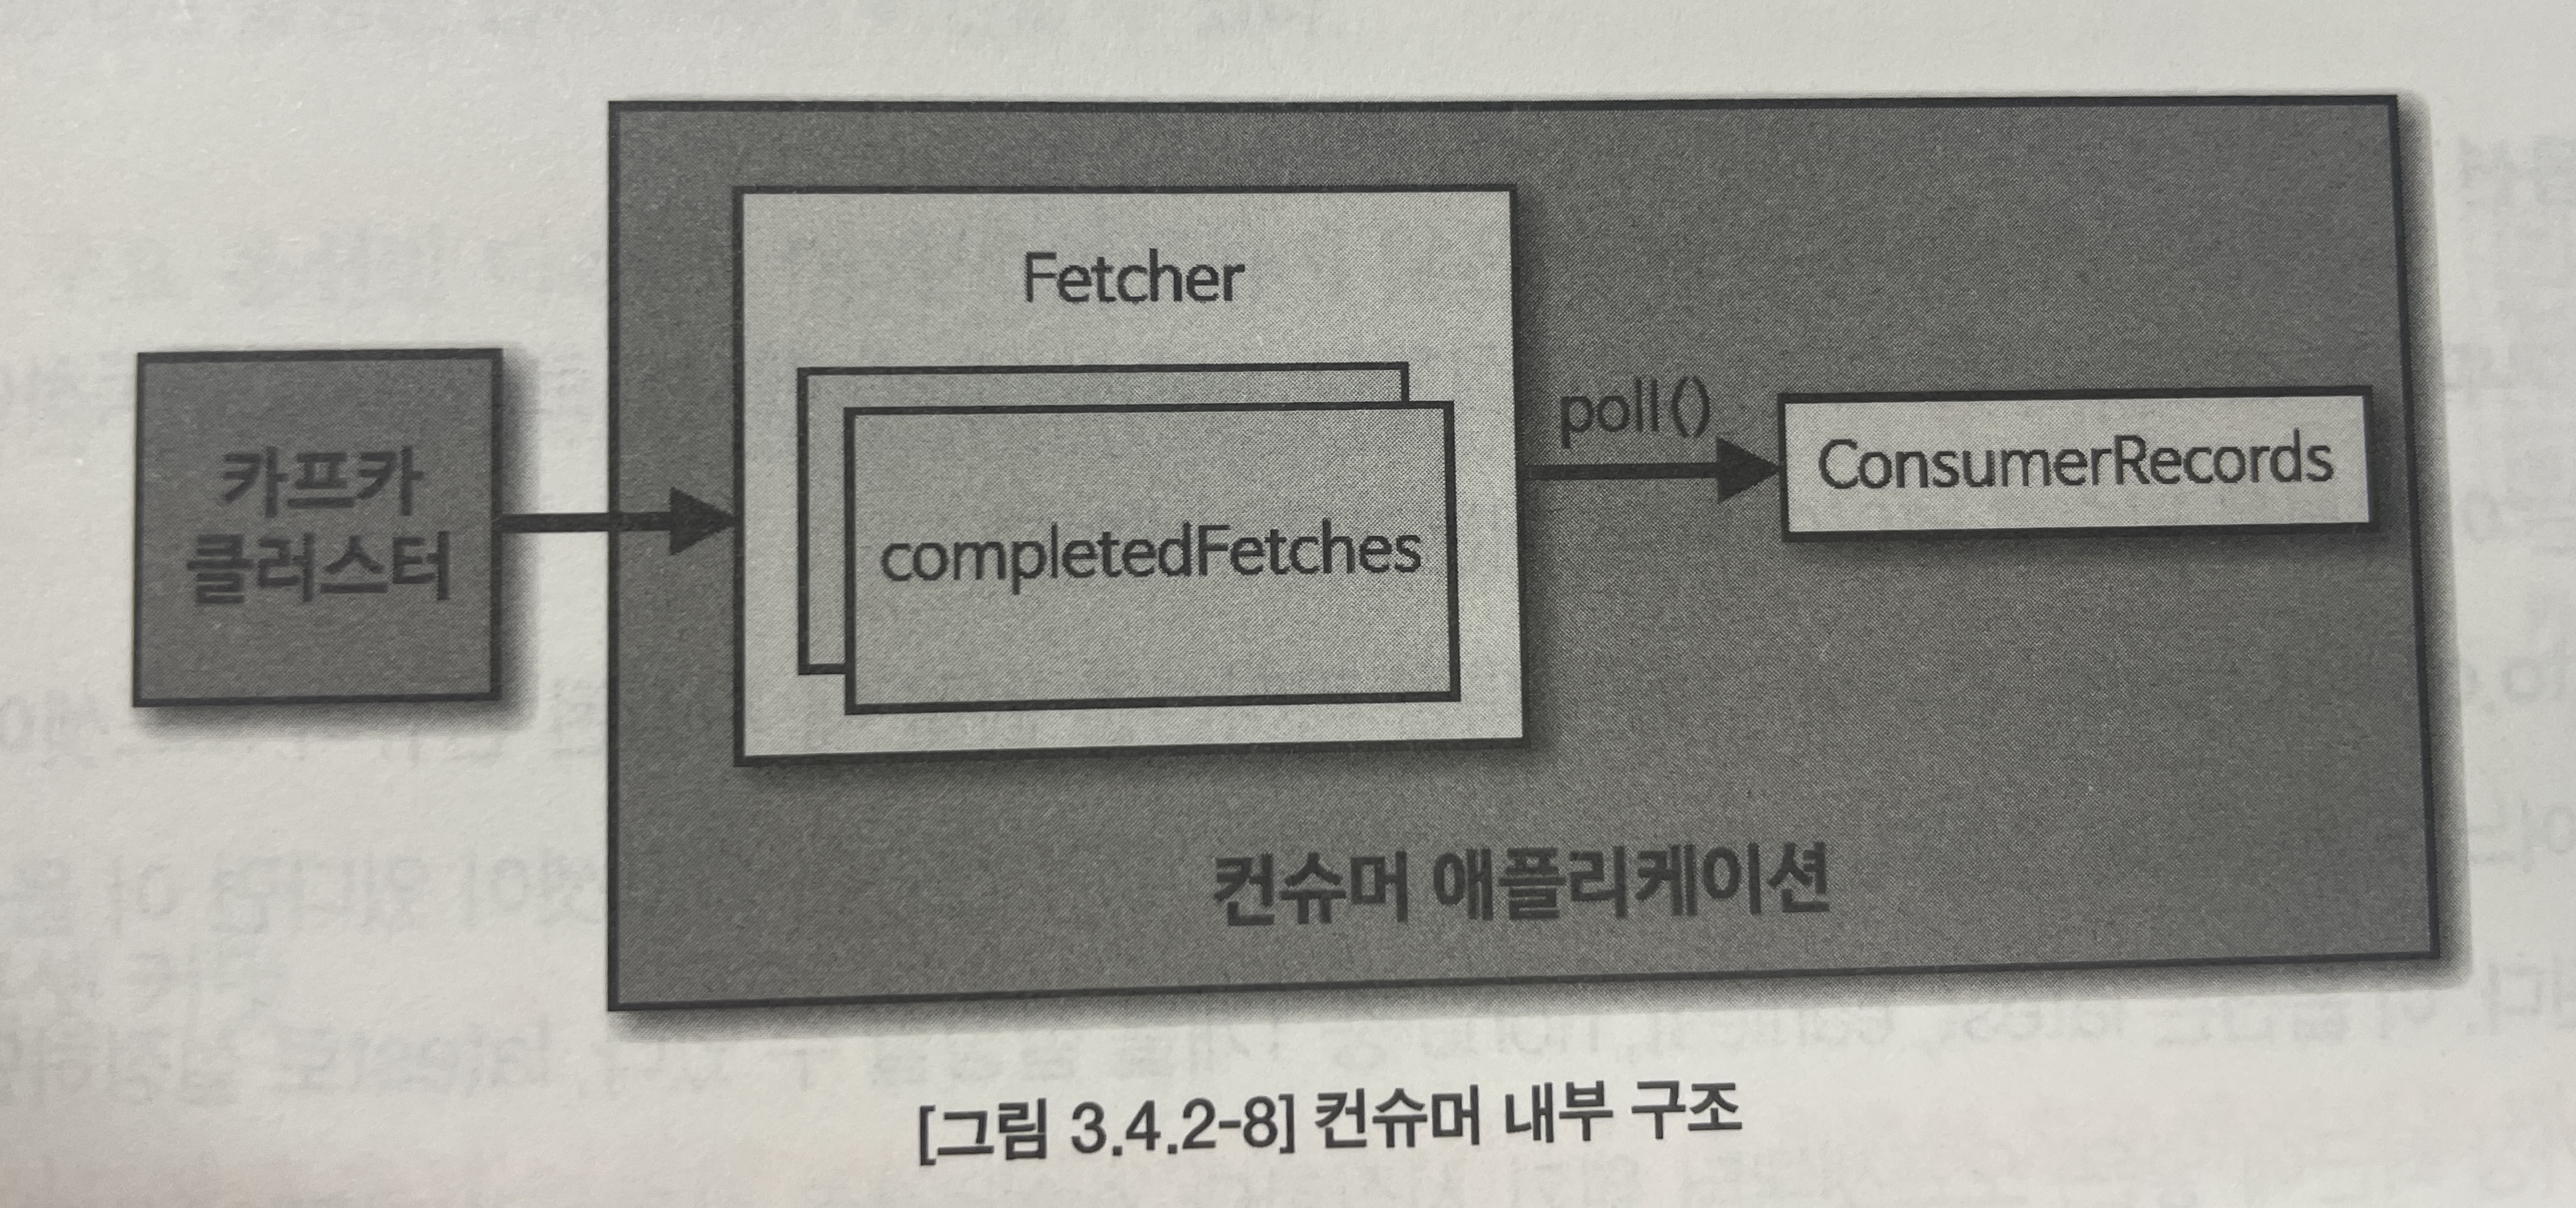 Fetcher
카프카
클러스터
completedFetches
poll()
ConsumerRecords
컨슈머 애플리케이션
[그림 3.4.2-8] 컨슈머 내부 구조